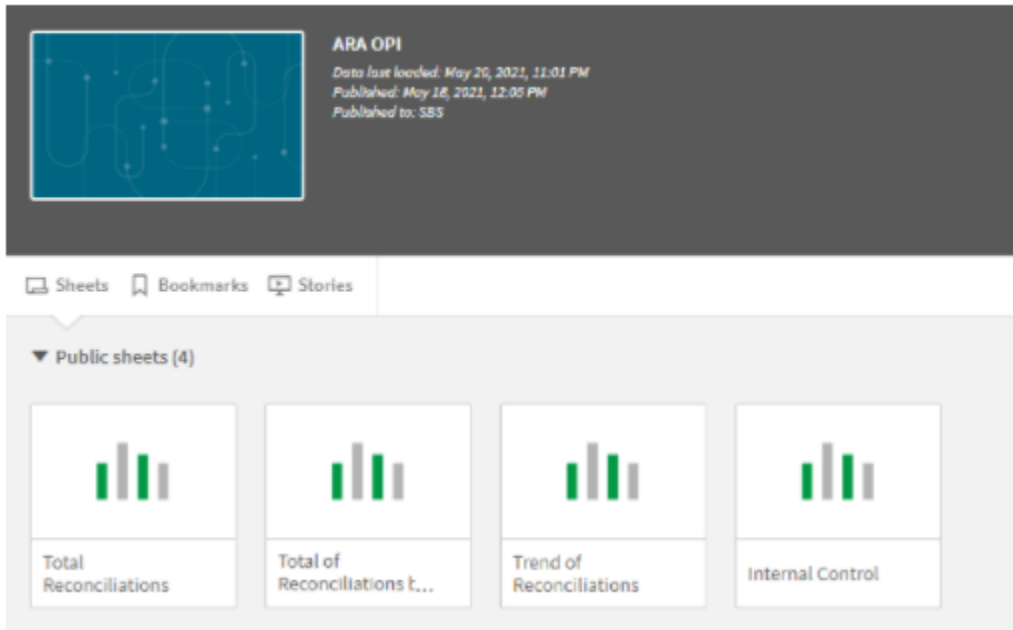 ARA OPI
Data last loaded: May 20, 2021, 11:01 PM
Published: May 18, 2021, 12:05 PM
Published to: SBS
Sheets Bookmarks Stories
Public sheets (4)
Total
Reconciliations
Total of
Reconciliations t...
Trend of
Reconciliations
Internal Control